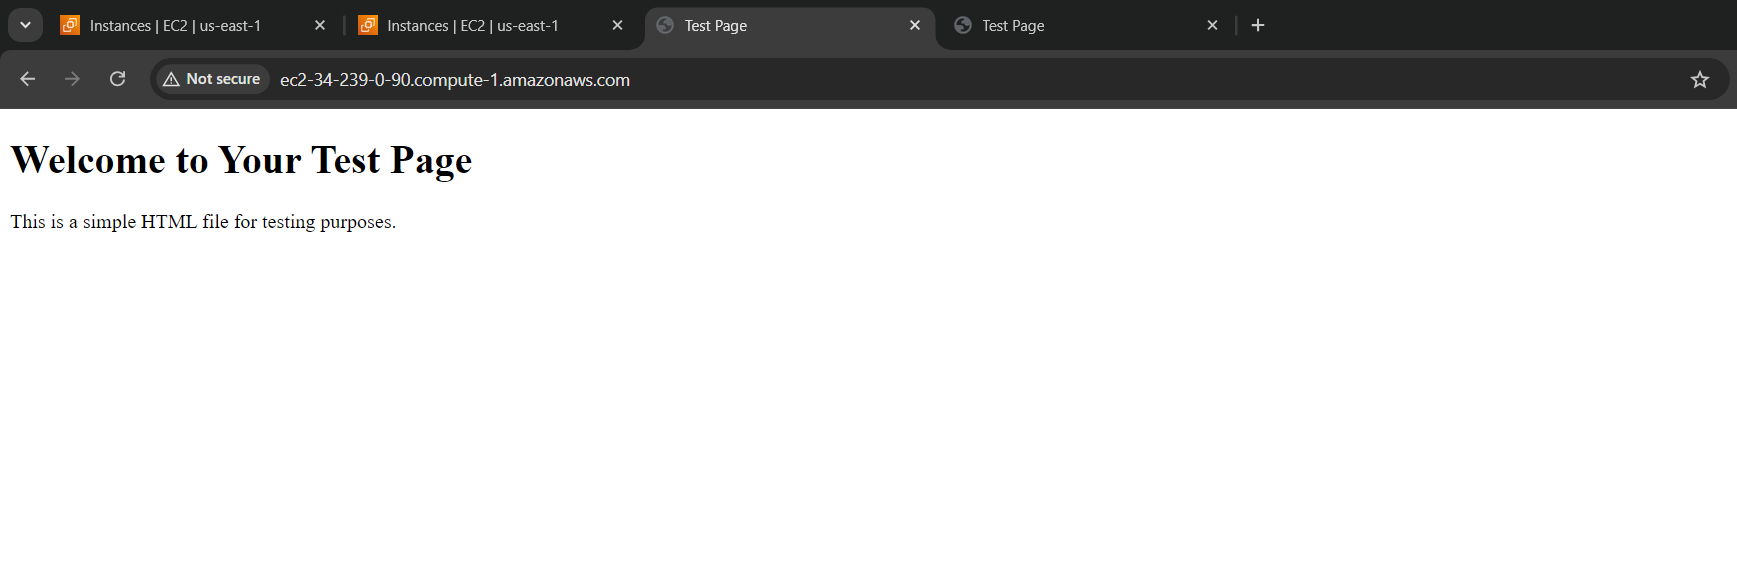 Instances | EC2 | us-east-1
Instances | EC2 | us-east-1
Test Page
Test Page
Not secure
ec2-34-239-0-90.compute-1.amazonaws.com
Welcome to Your Test Page
This is a simple HTML file for testing purposes.